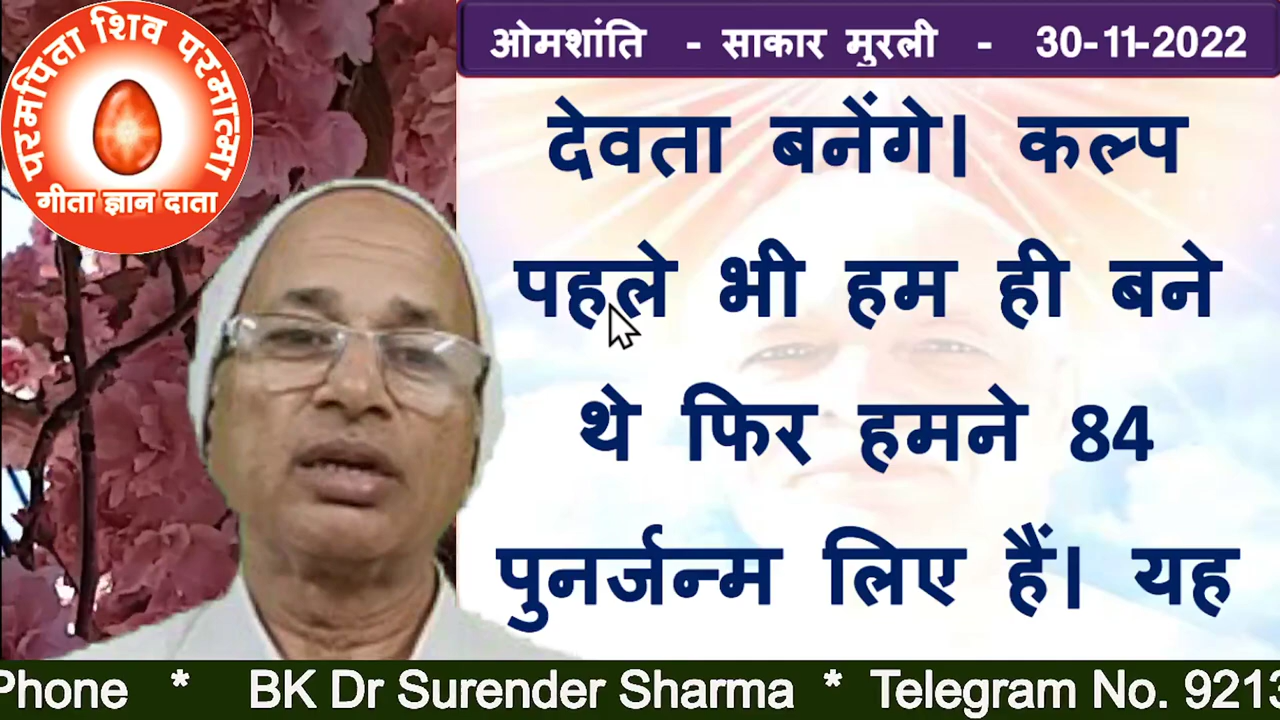 परमपिता शिव परमात्मा
गीता ज्ञान दाता
ओमशांति - साकार मुरली - 30-11-2022
देवता बनेंगे। कल्प
पहले भी हम ही बने
थे फिर हमने 84
पुनर्जन्म लिए हैं। यह
Phone * BK Dr Surender Sharma * Telegram No. 9213